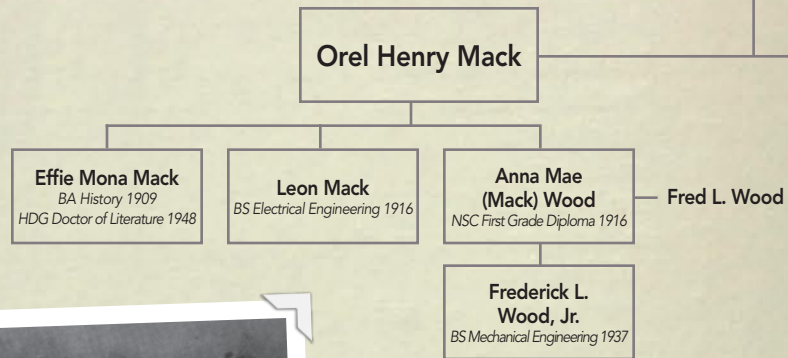 Orel Henry Mack
Effie Mona Mack
BA History 1909
HDG Doctor of Literature 1948
Leon Mack
BS Electrical Engineering 1916
Anna Mae
(Mack) Wood
NSC First Grade Diploma 1916
Fred L. Wood
Frederick L.
Wood, Jr.
BS Mechanical Engineering 1937